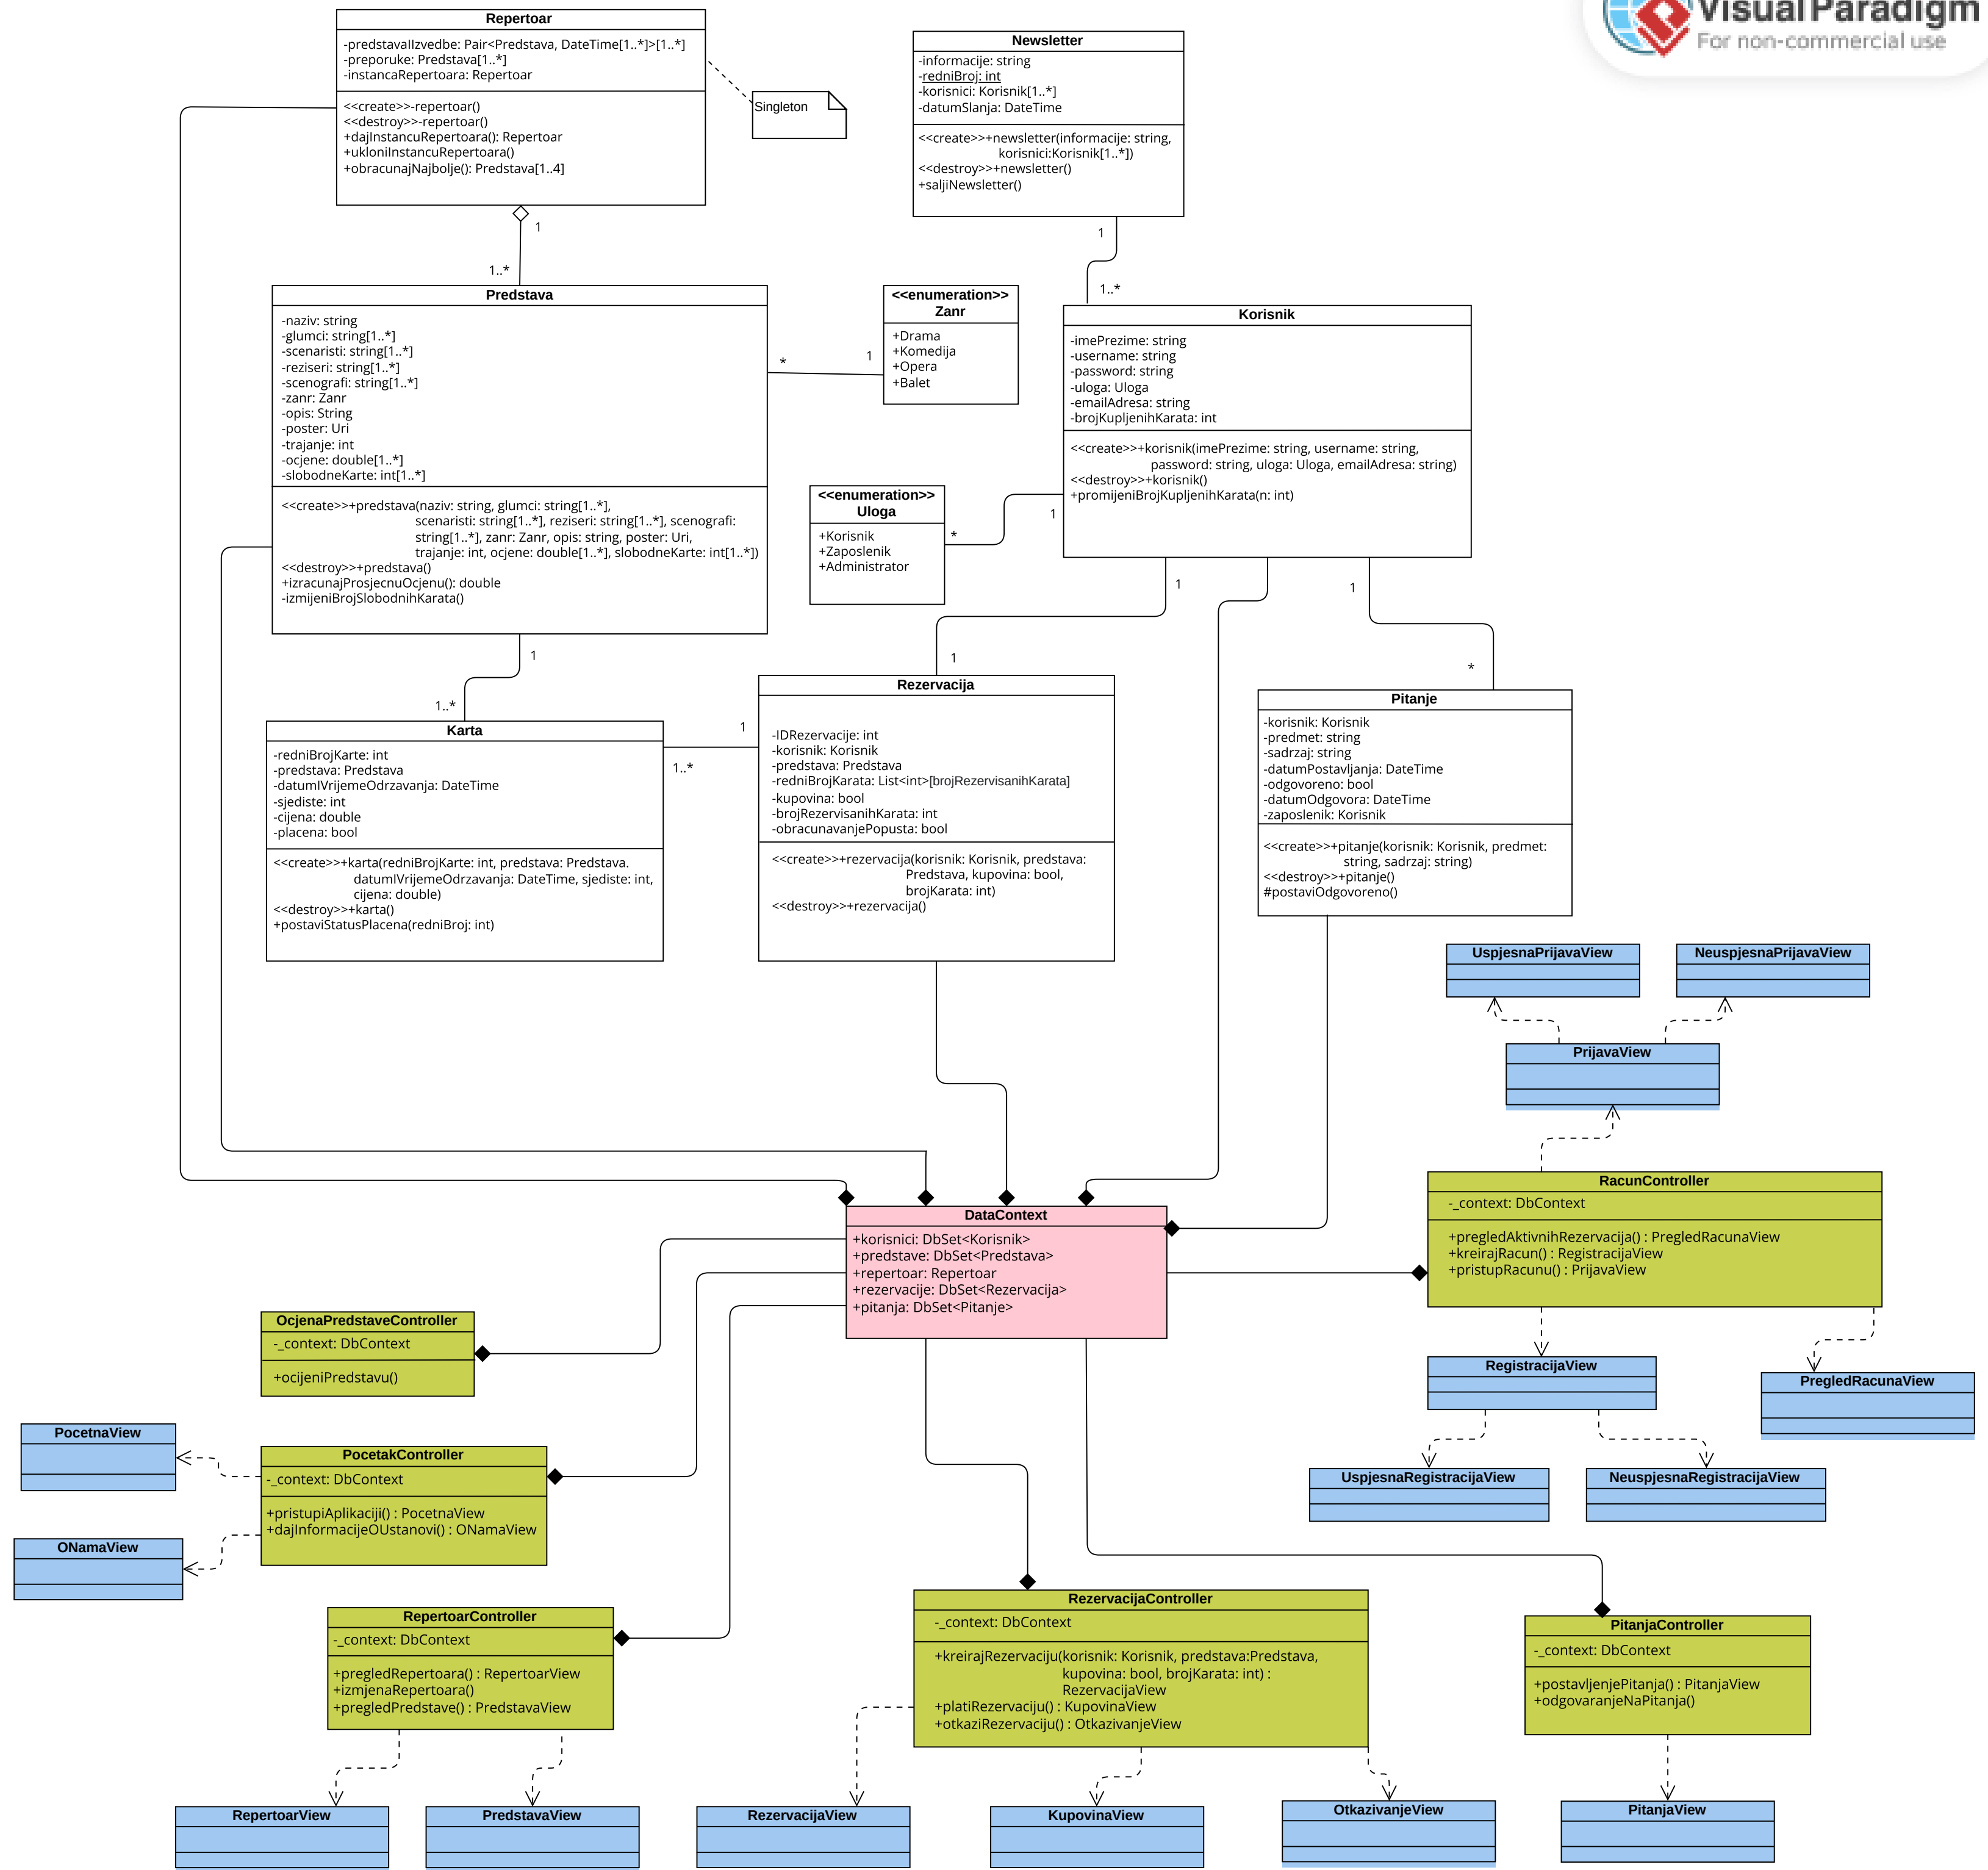 Visual Paradigm
For non-commercial use
Repertoar
-predstavaIIzvedbe: Pair<Predstava, DateTime[1..*]>[1..*]
-preporuke: Predstava[1..*]
-instancaRepertoara: Repertoar
<<create>>-repertoar()
<<destroy>>-repertoar()
+dajInstancuRepertoara(): Repertoar
+ukloniInstancuRepertoara()
+obracunajNajbolje(): Predstava[1..4]
Singleton
Newsletter
-informacije: string
-redniBroj: int
-korisnici: Korisnik[1..*]
-datumSlanja: DateTime
<<create>>+newsletter(informacije: string,
korisnici:Korisnik[1..*])
<<destroy>>+newsletter()
+saljiNewsletter()
1
1..*
1
1..*
Predstava
-naziv: string
-glumci: string[1..*]
-scenaristi: string[1..*]
-reziseri: string[1..*]
-scenografi: string[1..*]
-zanr: Zanr
-opis: String
-poster: Uri
-trajanje: int
-ocjene: double[1..*]
-slobodneKarte: int[1..*]
<<create>>+predstava(naziv: string, glumci: string[1..*],
scenaristi: string[1..*], reziseri: string[1..*], scenografi:
string[1..*], zanr: Zanr, opis: string, poster: Uri,
trajanje: int, ocjene: double[1..*], slobodneKarte: int[1..*])
<<destroy>>+predstava()
+izracunajProsjecnuOcjenu(): double
-izmijeniBrojSlobodnihKarata()
*
1
<<enumeration>>
Zanr
+Drama
+Komedija
+Opera
+Balet
Korisnik
-imePrezime: string
-username: string
-password: string
-uloga: Uloga
-emailAdresa: string
-brojKupljenihKarata: int
<<create>>+korisnik(imePrezime: string, username: string,
password: string, uloga: Uloga, emailAdresa: string)
<<destroy>>+korisnik()
+promijeniBrojKupljenihKarata(n: int)
<<enumeration>>
Uloga
+Korisnik
+Zaposlenik
+Administrator
*
1
1
1
1
*
1
1..*
Karta
-redniBrojKarte: int
-predstava: Predstava
-datumIVrijemeOdrzavanja: DateTime
-sjediste: int
-cijena: double
-placena: bool
<<create>>+karta(redniBrojKarte: int, predstava: Predstava.
datumIVrijemeOdrzavanja: DateTime, sjediste: int,
cijena: double)
<<destroy>>+karta()
+postaviStatusPlacena(redniBroj: int)
1
1..*
Rezervacija
-IDRezervacije: int
-korisnik: Korisnik
-predstava: Predstava
-redniBrojKarata: List<int>[brojRezervisanihKarata]
-kupovina: bool
-brojRezervisanihKarata: int
-obracunavanjePopusta: bool
<<create>>+rezervacija(korisnik: Korisnik, predstava:
Predstava, kupovina: bool,
brojKarata: int)
<<destroy>>+rezervacija()
Pitanje
-korisnik: Korisnik
-predmet: string
-sadrzaj: string
-datumPostavljanja: DateTime
-odgovoreno: bool
-datumOdgovora: DateTime
-zaposlenik: Korisnik
<<create>>+pitanje(korisnik: Korisnik, predmet:
string, sadrzaj: string)
<<destroy>>+pitanje()
#postaviOdgovoreno()
UspjesnaPrijavaView
NeuspjesnaPrijavaView
PrijavaView
RacunController
-_context: DbContext
+pregledAktivnihRezervacija() : PregledRacunaView
+kreirajRacun() : RegistracijaView
+pristupRacunu() : PrijavaView
DataContext
+korisnici: DbSet<Korisnik>
+predstave: DbSet<Predstava>
+repertoar: Repertoar
+rezervacije: DbSet<Rezervacija>
+pitanja: DbSet<Pitanje>
OcjenaPredstaveController
-_context: DbContext
+ocijeniPredstavu()
RegistracijaView
PregledRacunaView
UspjesnaRegistracijaView
NeuspjesnaRegistracijaView
PocetnaView
PocetakController
-_context: DbContext
+pristupiAplikaciji() : PocetnaView
+dajInformacijeOUstanovi() : ONamaView
ONamaView
RepertoarController
-_context: DbContext
+pregledRepertoara() : RepertoarView
+izmjenaRepertoara()
+pregledPredstave() : PredstavaView
RezervacijaController
-_context: DbContext
+kreirajRezervaciju(korisnik: Korisnik, predstava:Predstava,
kupovina: bool, brojKarata: int) :
RezervacijaView
+platiRezervaciju() : KupovinaView
+otkaziRezervaciju() : OtkazivanjeView
PitanjaController
-_context: DbContext
+postavljenjePitanja() : PitanjaView
+odgovaranjeNaPitanja()
RepertoarView
PredstavaView
RezervacijaView
KupovinaView
OtkazivanjeView
PitanjaView